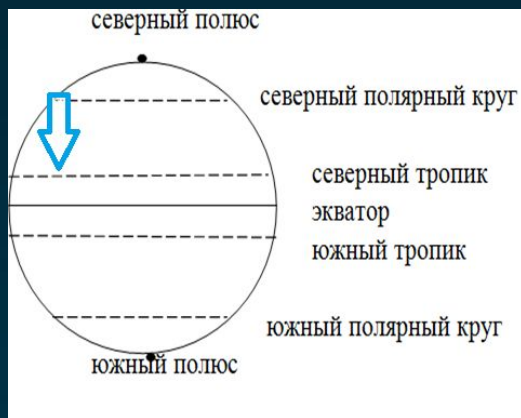 северный полюс
северный полярный круг
северный тропик
экватор
южный тропик
южный полярный круг
южный полюс